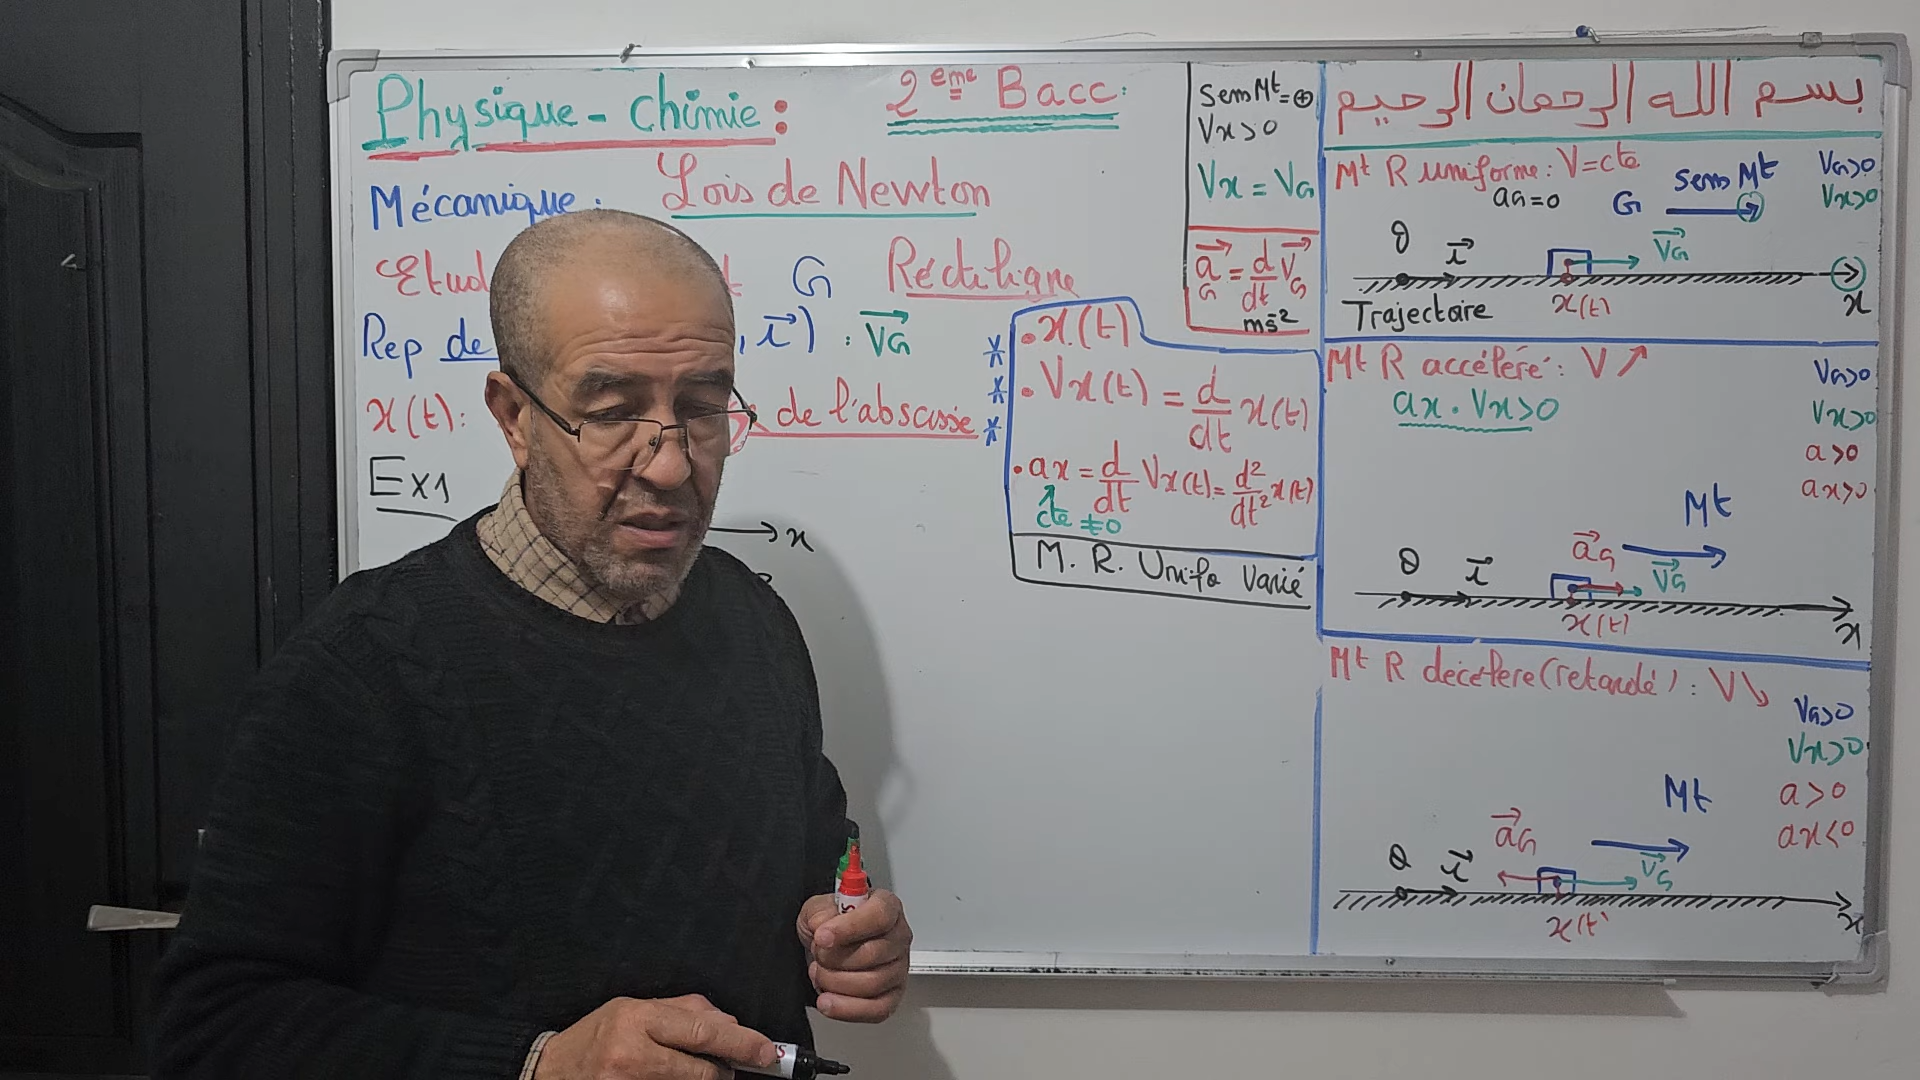 Physique - chimie : 2eme Bacc :
Mécanique : Lois de Newton
Etud t G Réctiligne
Rep de , i⃗ ) : VG⃗
x(t) : de l'abscisse
Ex1
x
Sens Mt = ⊕
Vx > 0
Vx = VG
aG⃗ = d/dt VG⃗
ms⁻²
* • x(t)
* • Vx(t) = d/dt x(t)
* • ax = d/dt Vx(t) = d²/dt² x(t)
↑ cte ≠ 0
M. R. Unifo Varié
بسم الله الرحمان الرحيم
Mt R uniforme : V = cte
aG = 0
G sens Mt
VG > 0
Vx > 0
O i⃗ VG⃗
x(t) x
Trajectoire
Mt R accéléré : V ↗
ax . Vx > 0
VG > 0
Vx > 0
a > 0
ax > 0
Mt
O i⃗ aG⃗ VG⃗
x(t) x
Mt R décéléré (retardé) : V ↘
VG > 0
Vx > 0
a > 0
ax < 0
Mt
O i⃗ aG⃗ VG⃗
x(t) x